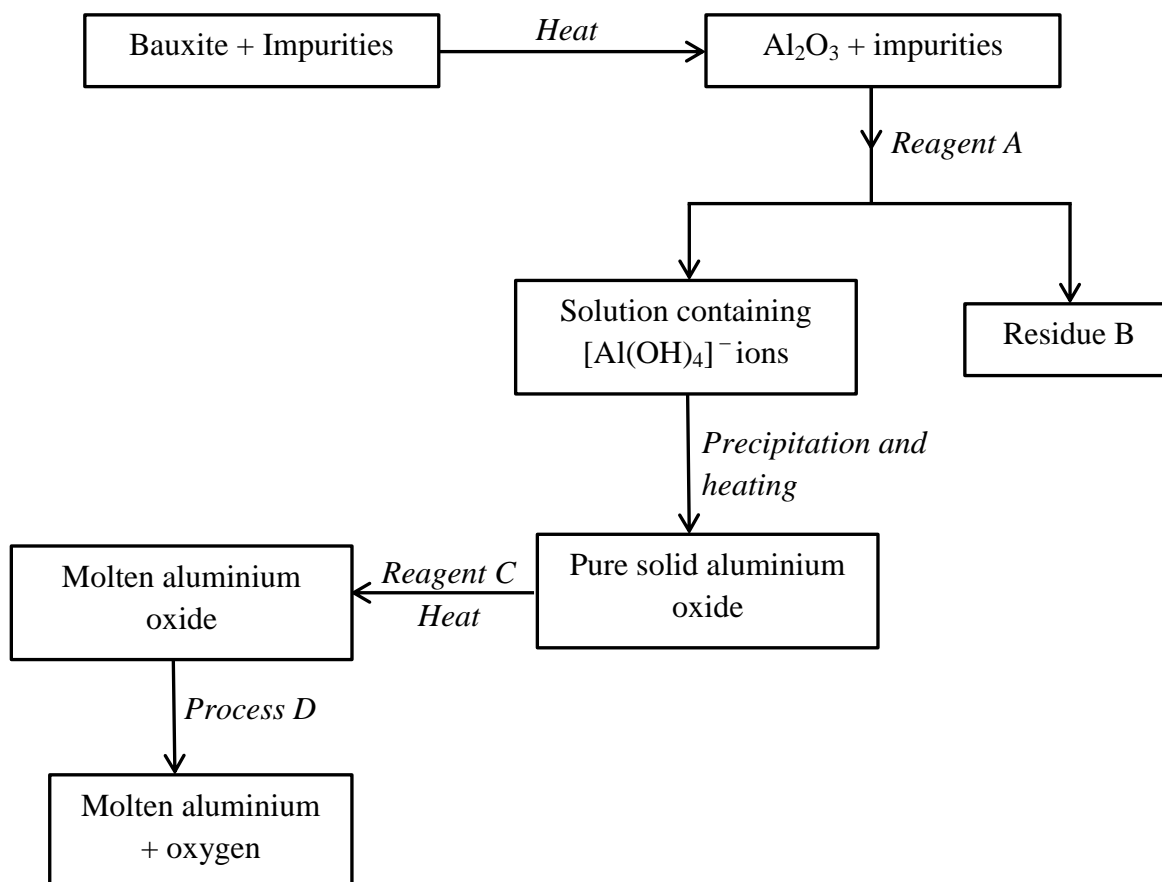 Bauxite + Impurities
Heat
Al₂O₃ + impurities
Reagent A
Solution containing
[Al(OH)₄]⁻ ions
Residue B
Precipitation and
heating
Pure solid aluminium
oxide
Reagent C
Heat
Molten aluminium
oxide
Process D
Molten aluminium
+ oxygen